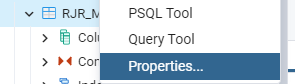 RJR_M
PSQL Tool
Colu
Query Tool
Con
Properties...